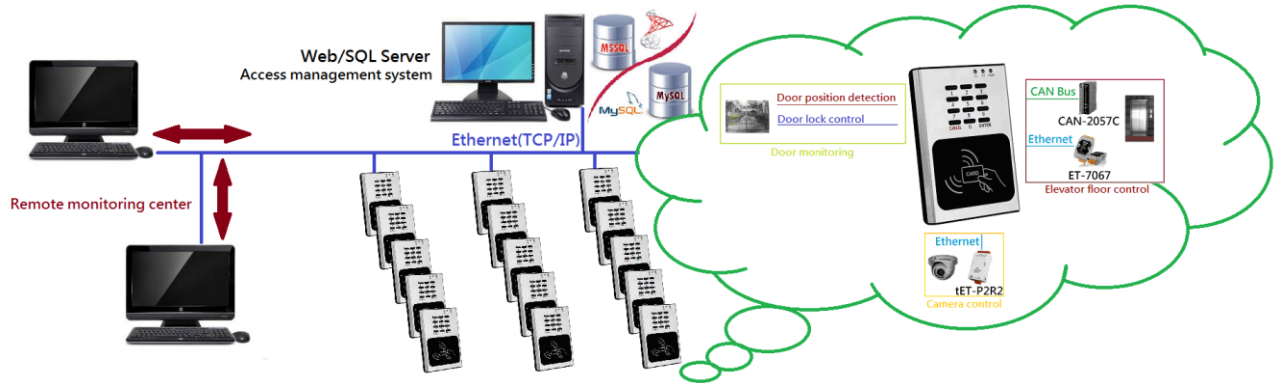 Web/SQL Server
Access management system
MSSQL
MySQL
MySQL
Ethernet(TCP/IP)
Remote monitoring center
Door position detection
Door lock control
Door monitoring
CARD
CANCEL
ENTER
CAN Bus
CAN-2057C
Ethernet
ET-7067
Elevator floor control
Ethernet
tET-P2R2
Camera control